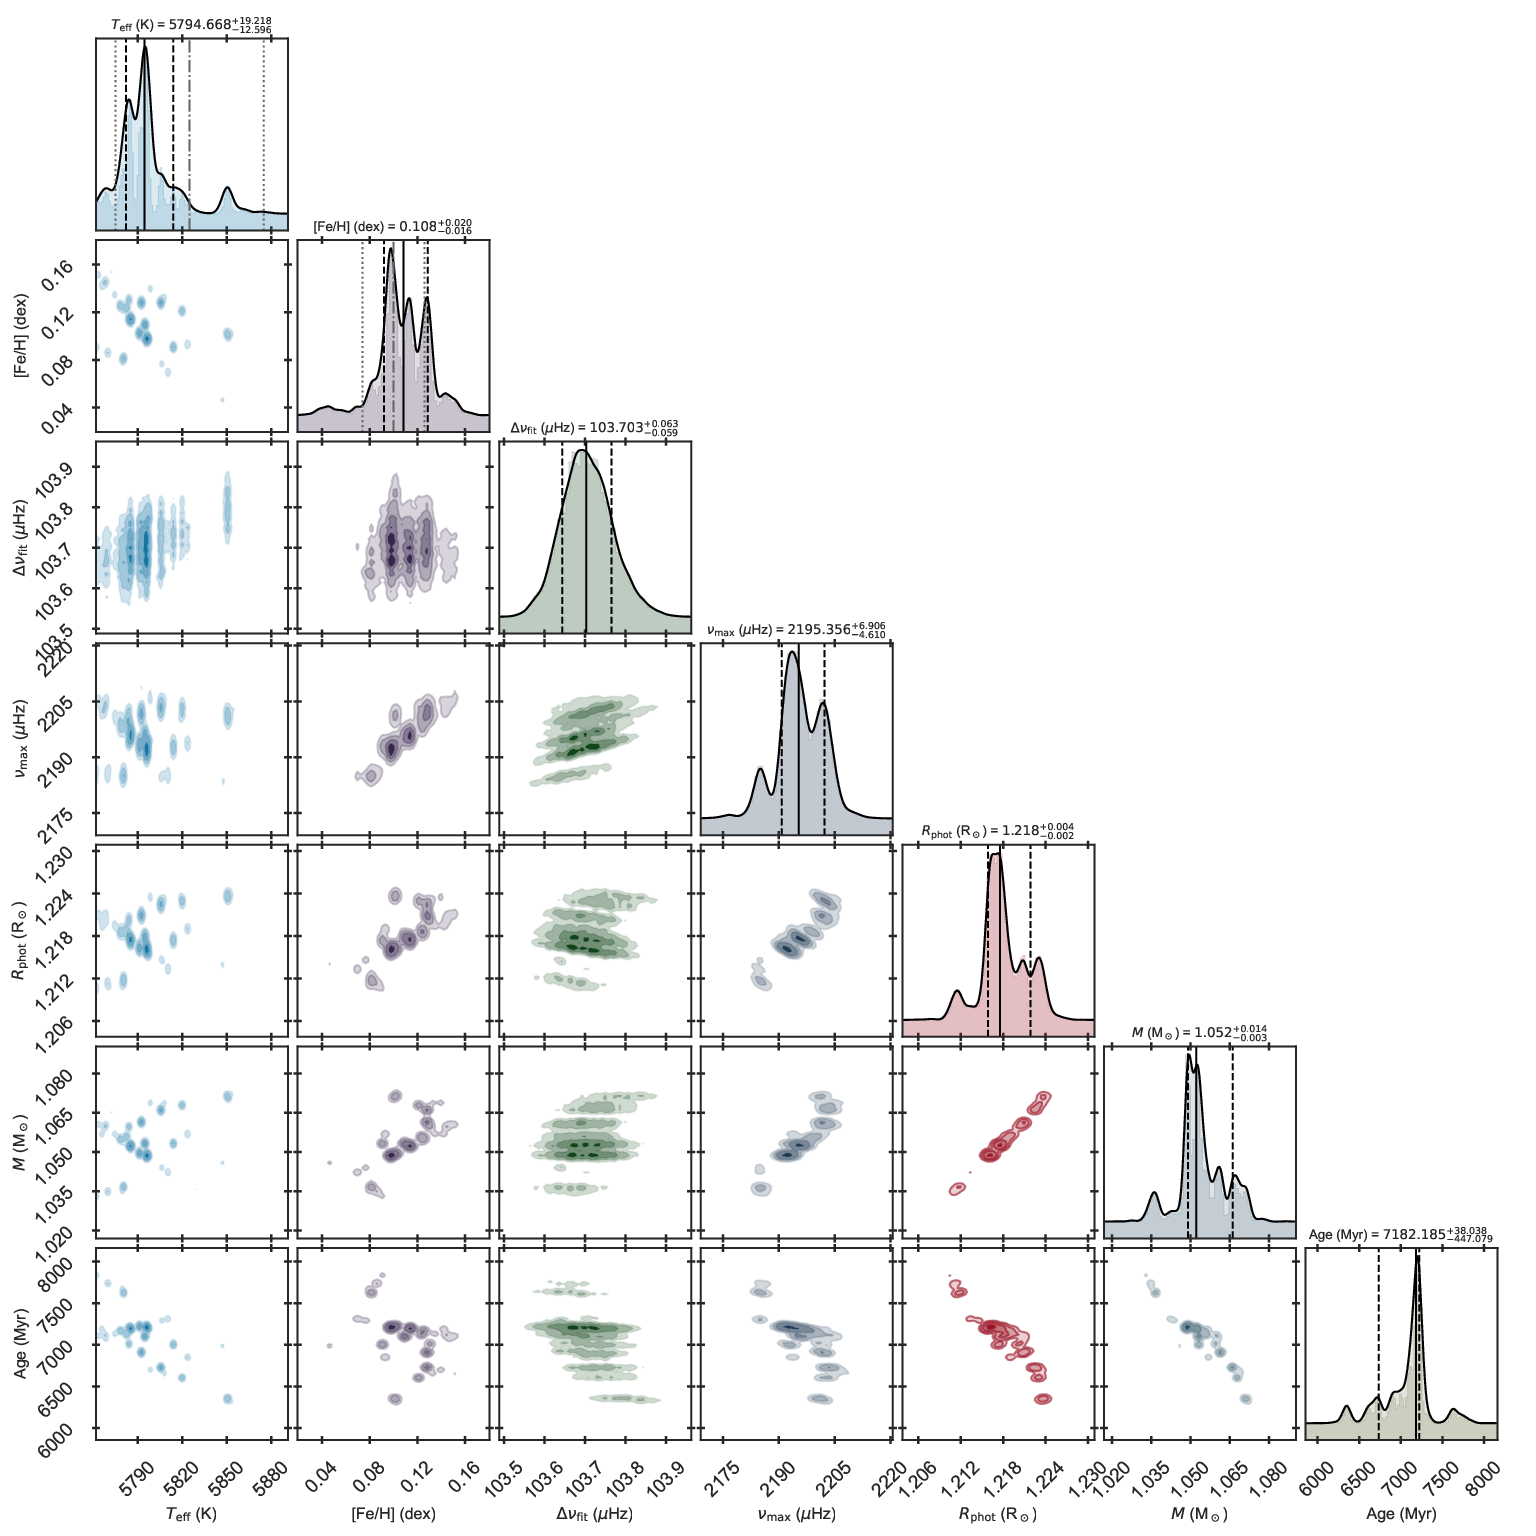 T_eff (K) = 5794.668 +19.218 −12.596
[Fe/H] (dex) = 0.108 +0.020 −0.016
0.16
0.12
0.08
0.04
[Fe/H] (dex)
Δν_fit (μHz) = 103.703 +0.063 −0.059
103.9
103.8
103.7
103.6
103.5
Δν_fit (μHz)
ν_max (μHz) = 2195.356 +6.906 −4.610
2220
2205
2190
2175
ν_max (μHz)
R_phot (R⊙) = 1.218 +0.004 −0.002
1.230
1.224
1.218
1.212
1.206
R_phot (R⊙)
M (M⊙) = 1.052 +0.014 −0.003
1.080
1.065
1.050
1.035
1.020
M (M⊙)
Age (Myr) = 7182.185 +38.038 −447.079
8000
7500
7000
6500
6000
Age (Myr)
5790 5820 5850 5880
0.04 0.08 0.12 0.16
103.5 103.6 103.7 103.8 103.9
2175 2190 2205 2220
1.206 1.212 1.218 1.224 1.230
1.020 1.035 1.050 1.065 1.080
6000 6500 7000 7500 8000
T_eff (K)
[Fe/H] (dex)
Δν_fit (μHz)
ν_max (μHz)
R_phot (R⊙)
M (M⊙)
Age (Myr)